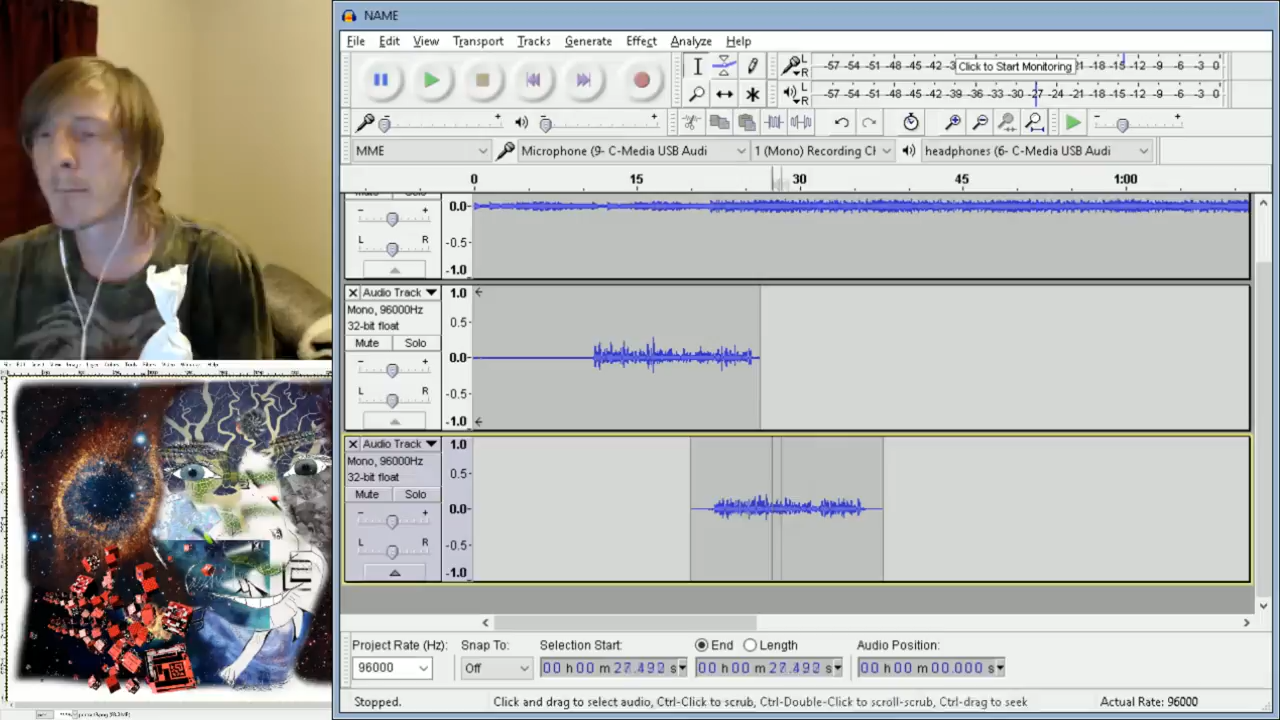 NAME
File Edit View Transport Tracks Generate Effect Analyze Help
L R -57 -54 -51 -48 -45 -42 -3 Click to Start Monitoring 1 -18 -15 -12 -9 -6 -3 0
L R -57 -54 -51 -48 -45 -42 -39 -36 -33 -30 -27 -24 -21 -18 -15 -12 -9 -6 -3 0
- + - + - +
MME Microphone (9- C-Media USB Audi 1 (Mono) Recording Ch headphones (6- C-Media USB Audi
0 15 30 45 1:00
- + 0.0
L R -0.5
-1.0
X Audio Track 1.0
Mono, 96000Hz
32-bit float 0.5
Mute Solo
0.0
- +
L R -0.5
-1.0
X Audio Track 1.0
Mono, 96000Hz
32-bit float 0.5
Mute Solo
0.0
- +
L R -0.5
-1.0
Project Rate (Hz): Snap To: Selection Start: End Length Audio Position:
96000 Off 00 h 00 m 27.492 s 00 h 00 m 27.492 s 00 h 00 m 00.000 s
Stopped. Click and drag to select audio, Ctrl-Click to scrub, Ctrl-Double-Click to scroll-scrub, Ctrl-drag to seek Actual Rate: 96000